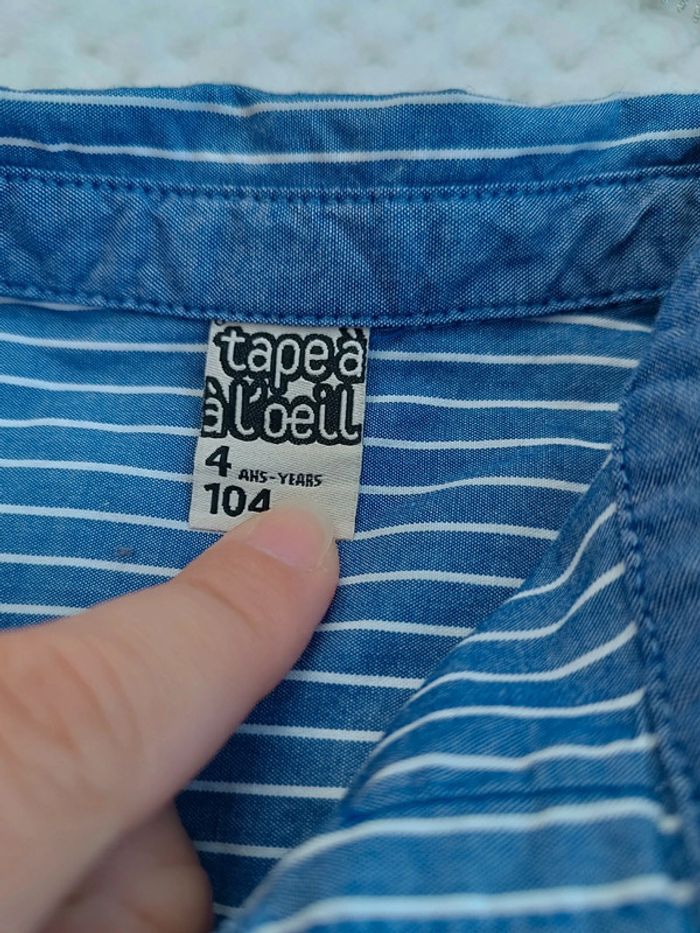 tape à
à l'oeil
4 ANS-YEARS
104